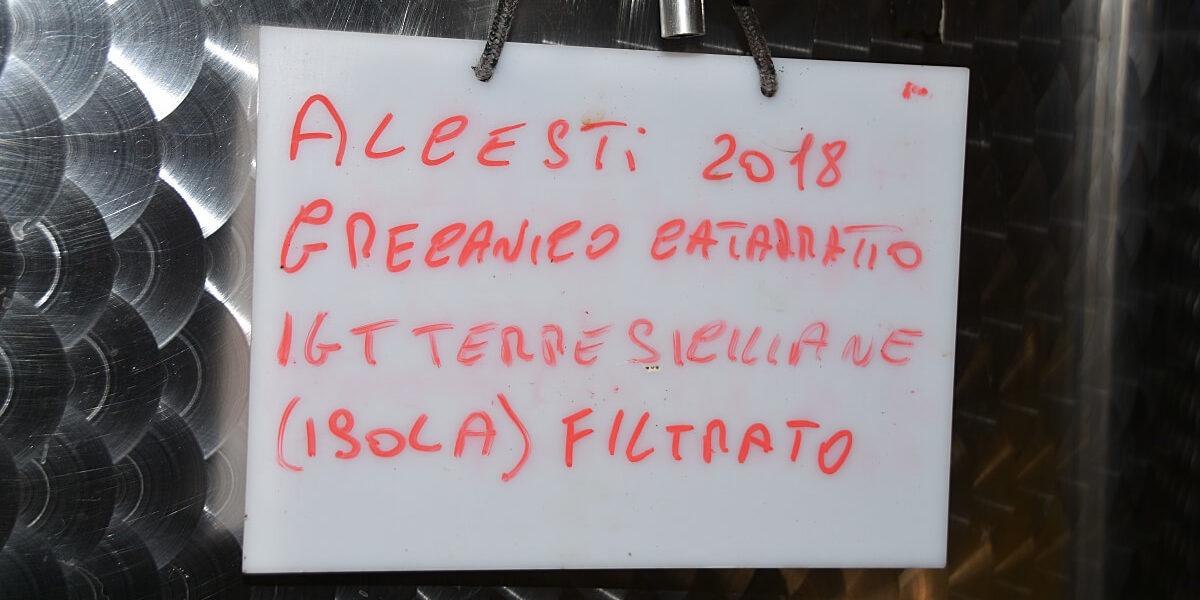 ALCESTi 2018
GRECANICO CATARRATTO
IGT TERRE SICILIANE
(ISOLA) FILTRATO